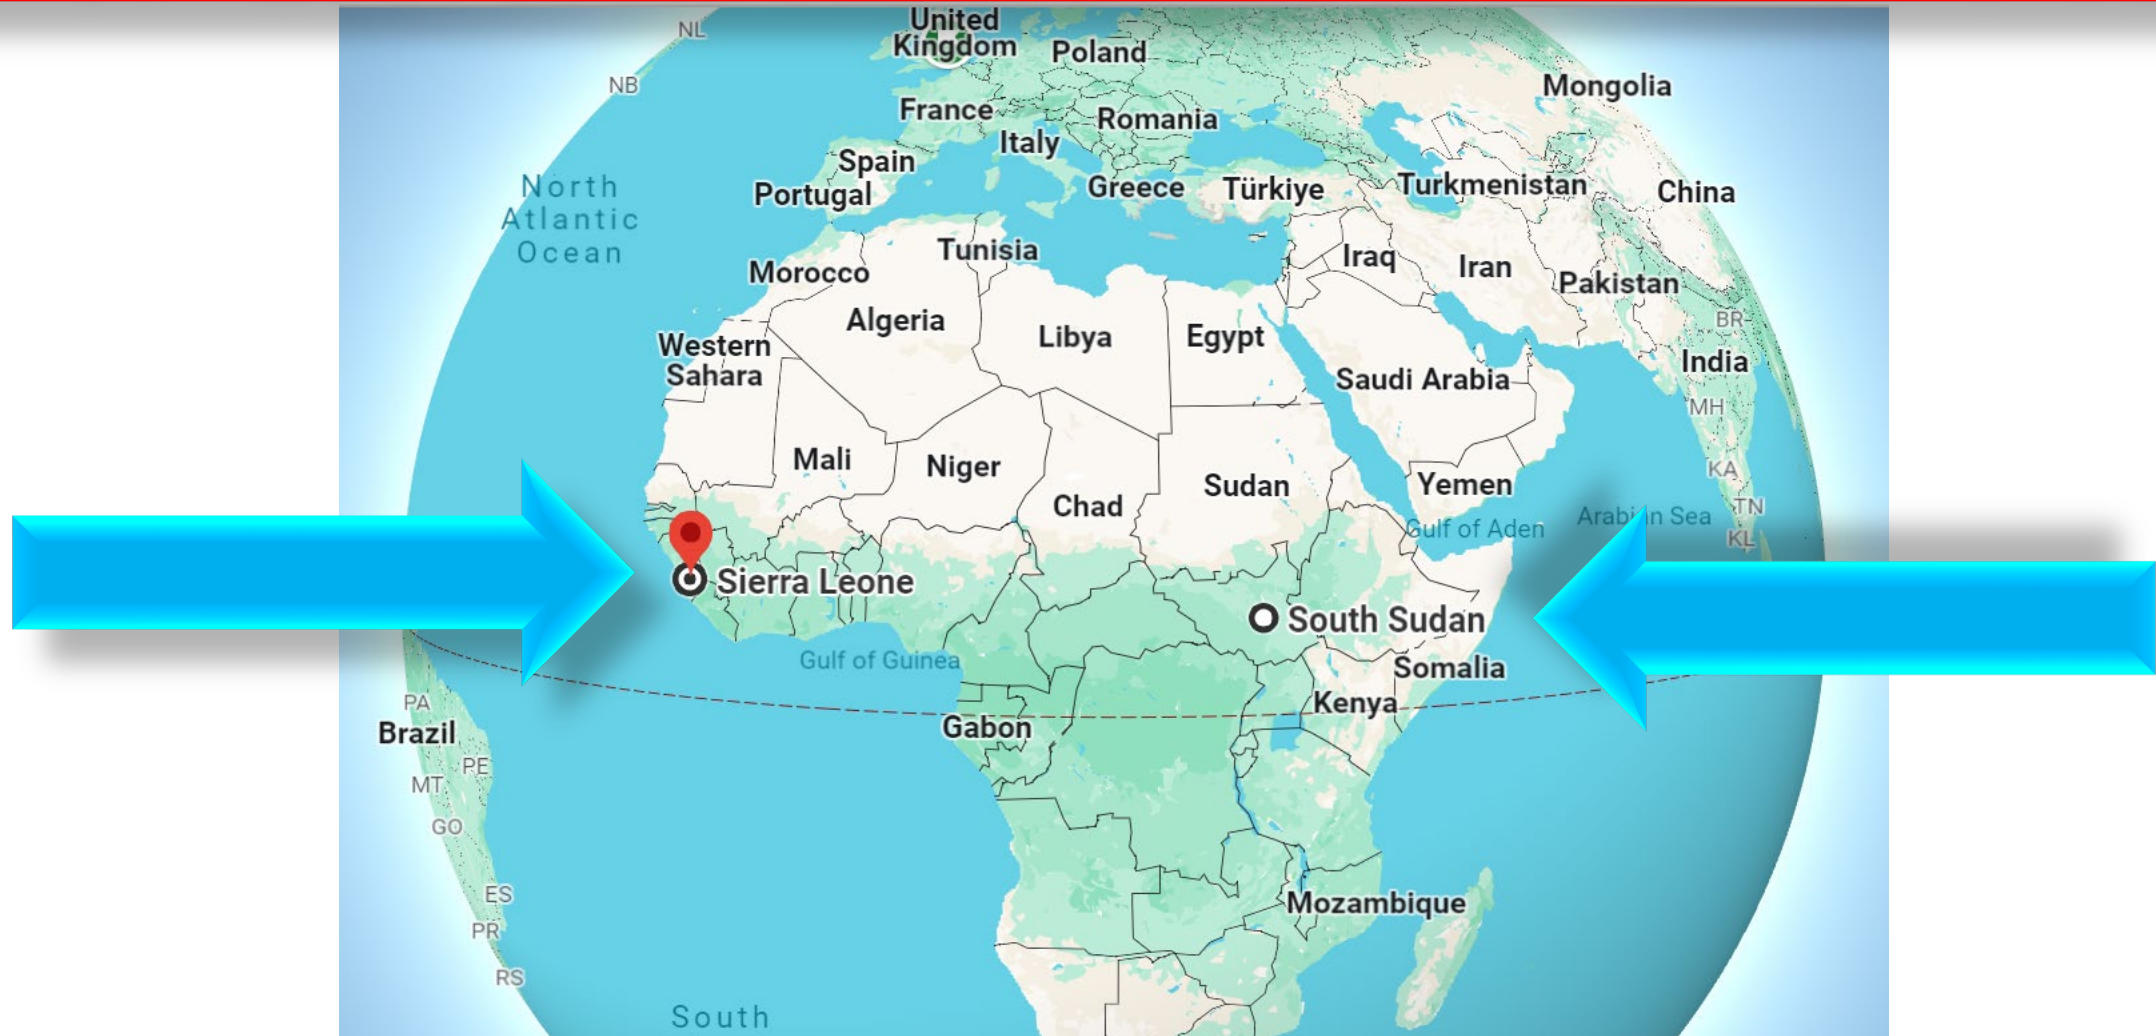 NL
United
Kingdom
Poland
NB
Mongolia
France
Romania
Italy
Spain
North
Atlantic
Ocean
Portugal
Greece
Türkiye
Turkmenistan
China
Tunisia
Morocco
Iraq
Iran
Pakistan
Algeria
Libya
Egypt
BR
Western
Sahara
India
Saudi Arabia
MH
Mali
Niger
Sudan
Yemen
KA
Chad
TN
Gulf of Aden
Arabian Sea
KL
Sierra Leone
South Sudan
Gulf of Guinea
Somalia
PA
Kenya
Brazil
Gabon
PE
MT
GO
ES
Mozambique
PR
RS
South